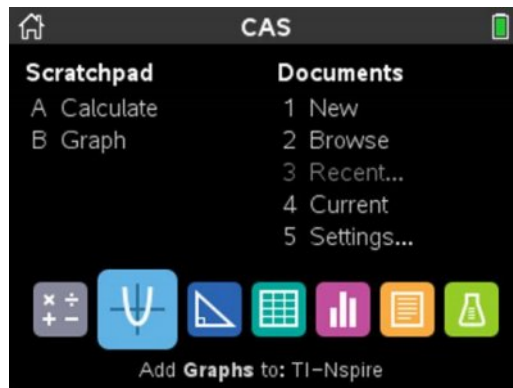 CAS
Scratchpad
A Calculate
B Graph
Documents
1 New
2 Browse
3 Recent...
4 Current
5 Settings...
Add Graphs to: TI-Nspire